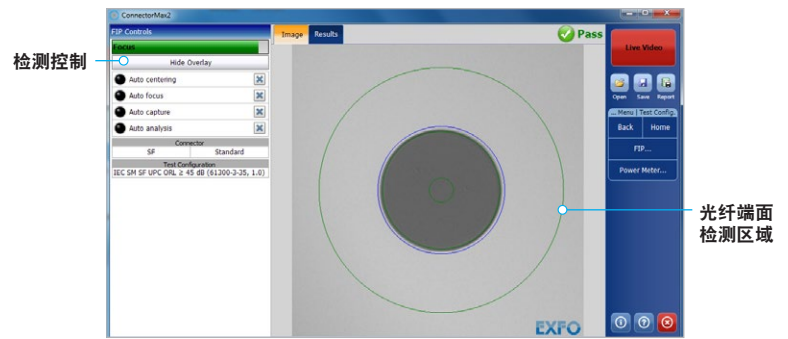 ConnectorMax2
FIP Controls
Focus
Hide Overlay
Auto centering
Auto focus
Auto capture
Auto analysis
Connector
SF Standard
Test Configuration
IEC SM SF UPC ORL ≥ 45 dB (61300-3-35, 1.0)
检测控制
Image Results
Pass
EXFO
Live Video
Open Save Report
... Menu | Test Config.
Back Home
FIP...
Power Meter...
光纤端面
检测区域